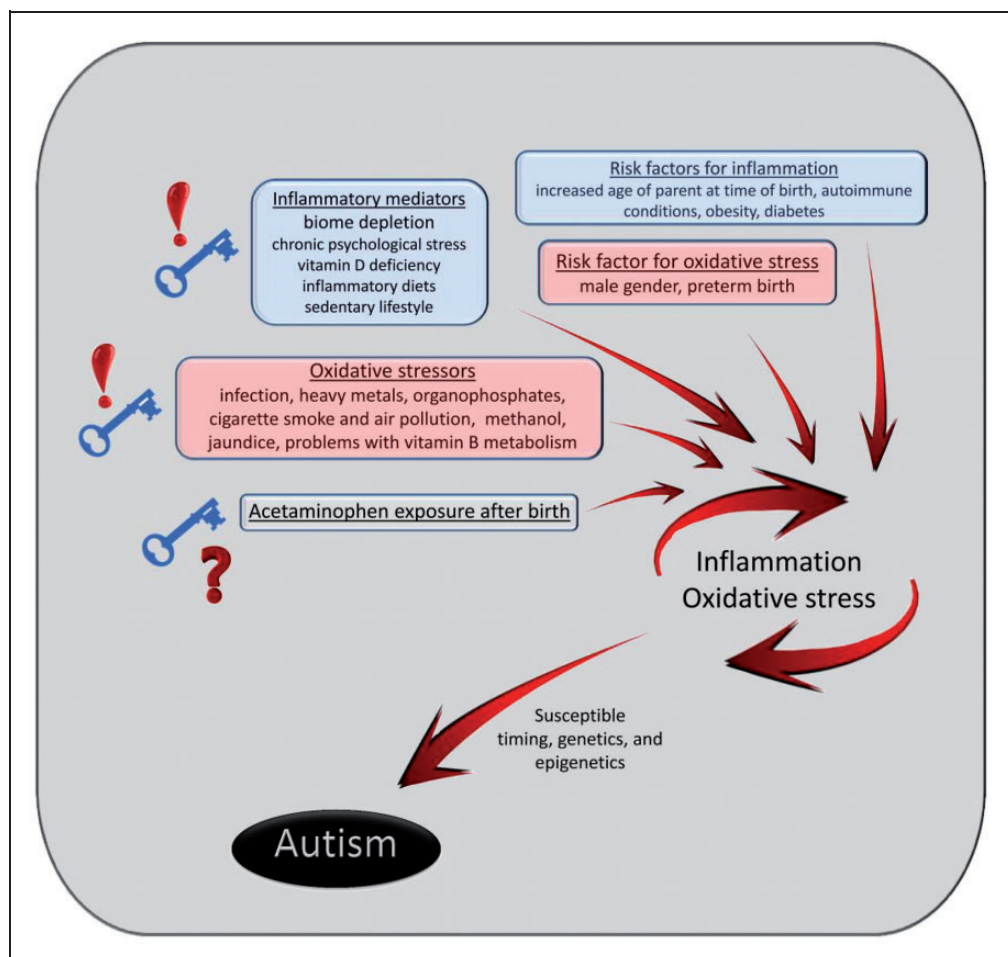 Risk factors for inflammation
increased age of parent at time of birth, autoimmune
conditions, obesity, diabetes
Inflammatory mediators
biome depletion
chronic psychological stress
vitamin D deficiency
inflammatory diets
sedentary lifestyle
Risk factor for oxidative stress
male gender, preterm birth
Oxidative stressors
infection, heavy metals, organophosphates,
cigarette smoke and air pollution, methanol,
jaundice, problems with vitamin B metabolism
Acetaminophen exposure after birth
Inflammation
Oxidative stress
Susceptible
timing, genetics, and
epigenetics
Autism